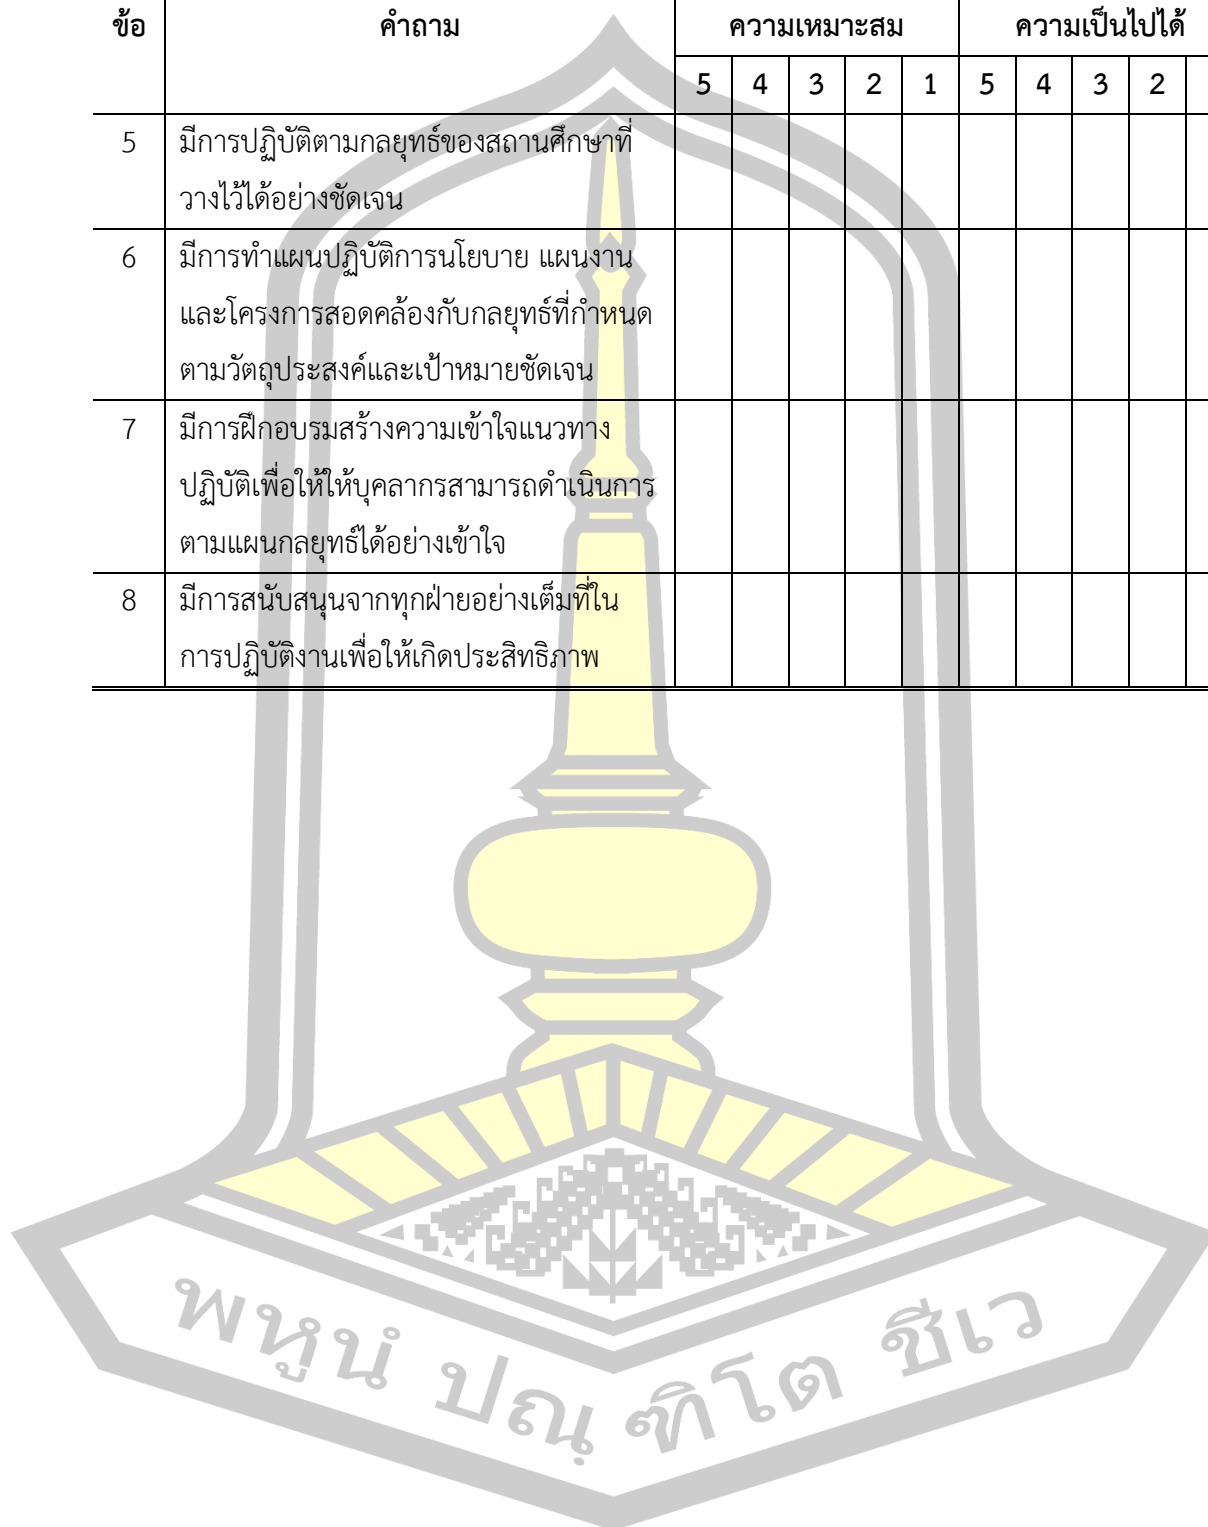 ข้อ คำถาม ความเหมาะสม ความเป็นไปได้
5 4 3 2 1 5 4 3 2
5 มีการปฏิบัติตามกลยุทธ์ของสถานศึกษาที่
วางไว้ได้อย่างชัดเจน
6 มีการทำแผนปฏิบัติการนโยบาย แผนงาน
และโครงการสอดคล้องกับกลยุทธ์ที่กำหนด
ตามวัตถุประสงค์และเป้าหมายชัดเจน
7 มีการฝึกอบรมสร้างความเข้าใจแนวทาง
ปฏิบัติเพื่อให้ให้บุคลากรสามารถดำเนินการ
ตามแผนกลยุทธ์ได้อย่างเข้าใจ
8 มีการสนับสนุนจากทุกฝ่ายอย่างเต็มที่ใน
การปฏิบัติงานเพื่อให้เกิดประสิทธิภาพ
พหูนํ ปณฺฑิโต ชีเว